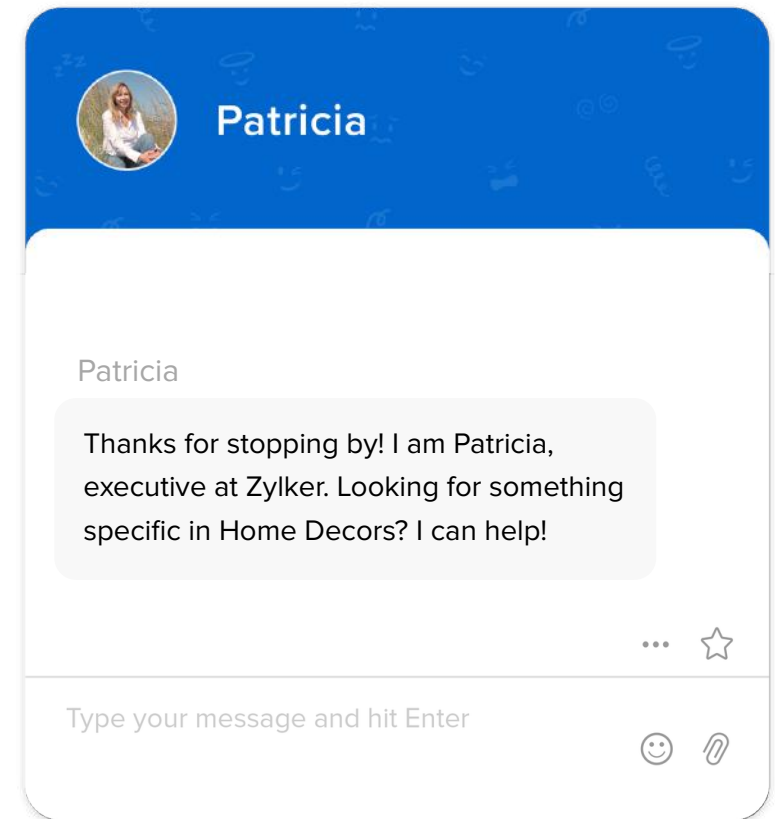 Patricia
Patricia
Thanks for stopping by! I am Patricia,
executive at Zylker. Looking for something
specific in Home Decors? I can help!
Type your message and hit Enter